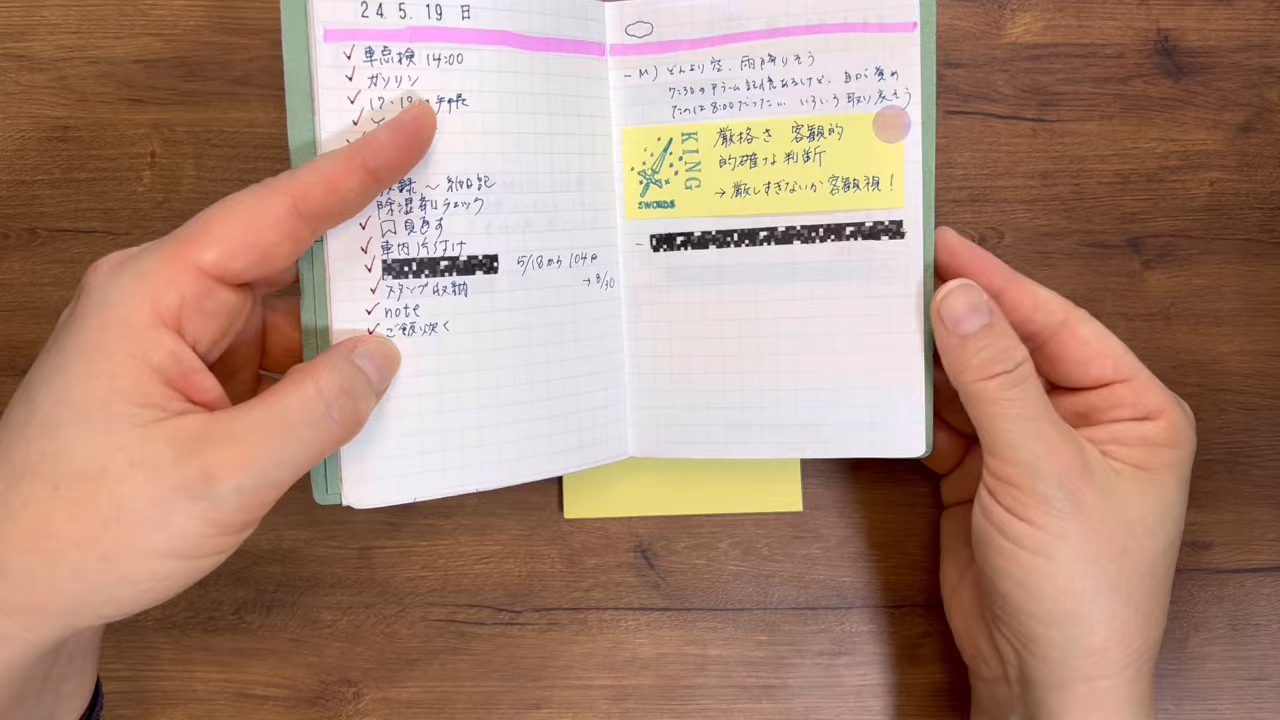 24. 5. 19 日
車点検 14:00
ガソリン
除湿剤チェック
車内片付け
5/18から104日
→ 8/30
スタンプ収納
note
ご飯炊く
- M) どんより空、雨降りそう
7:30のアラーム記憶あるけど、目が覚め
たのは8:00だったい いろいろ取り戻そう
KING
SWORDS
厳格さ 客観的
的確な判断
→ 厳しすぎないか客観視!